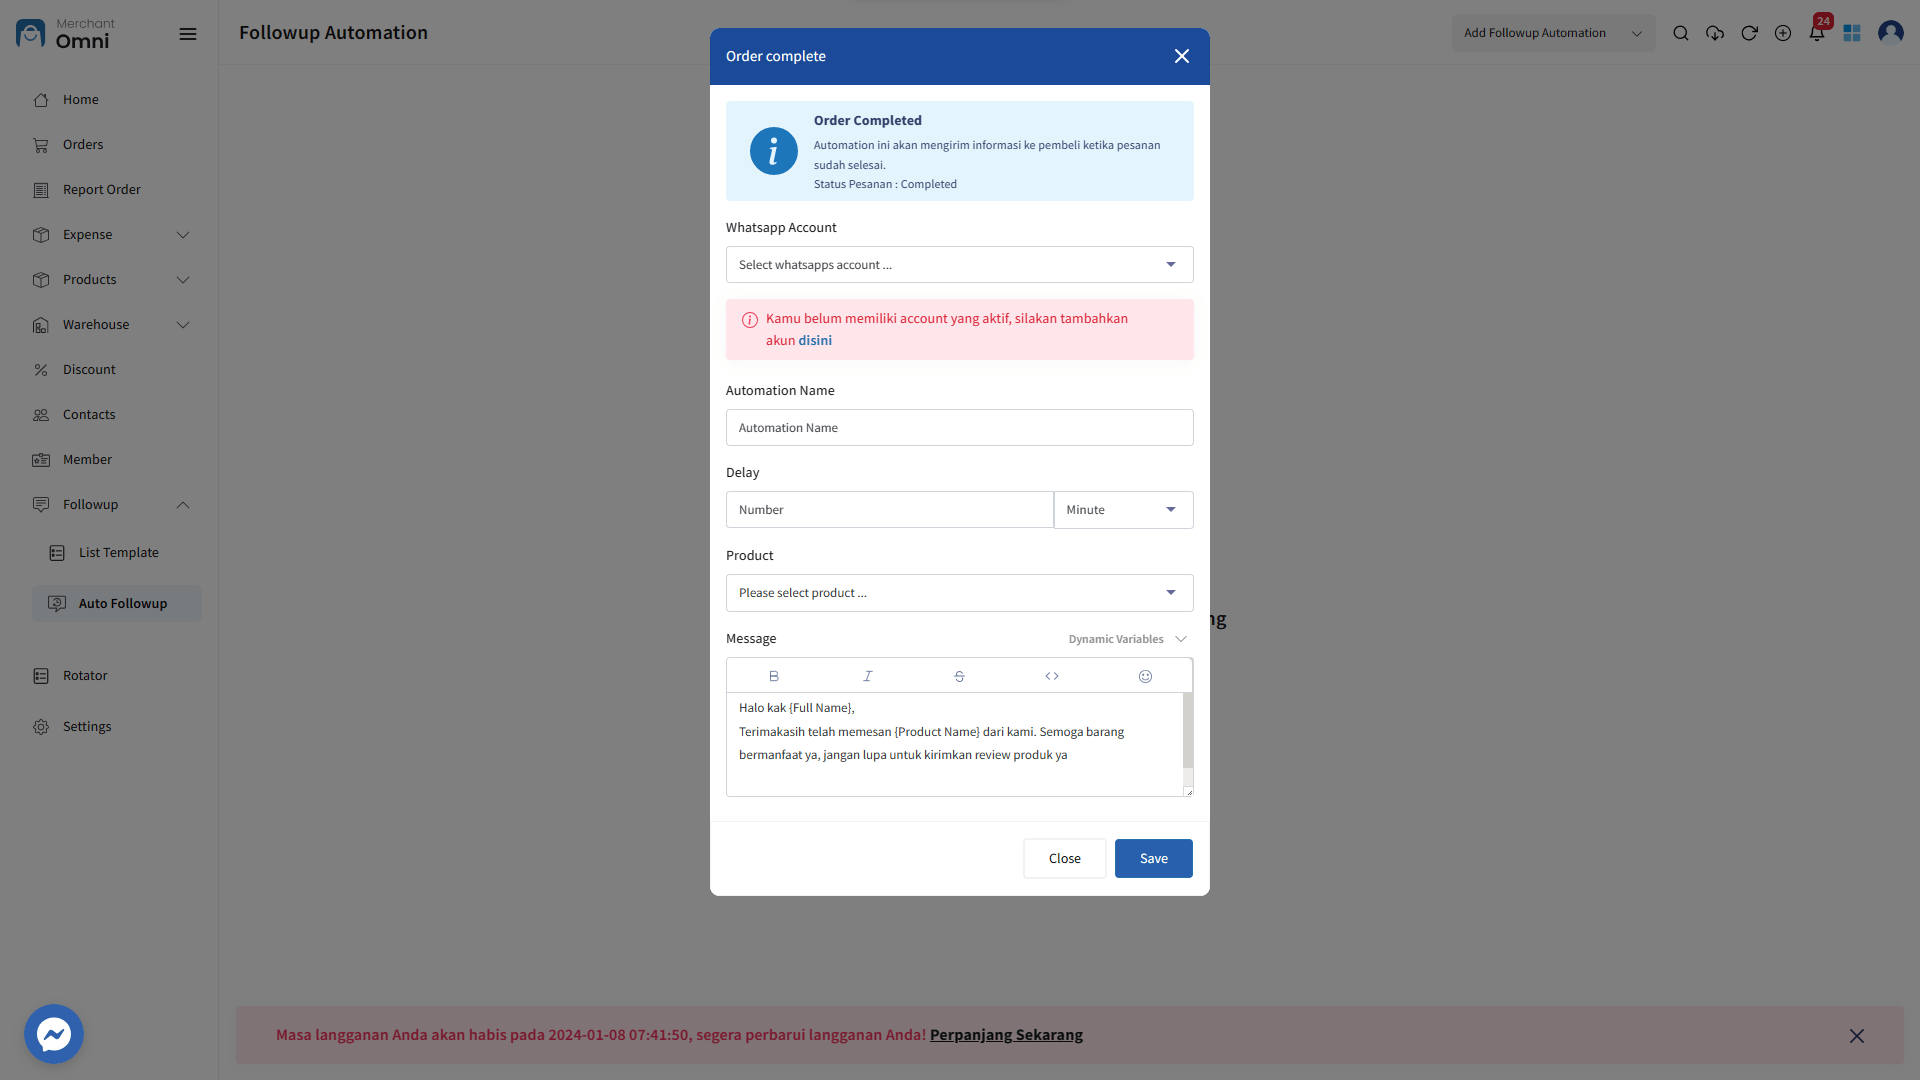 Merchant
Omni
Followup Automation
Add Followup Automation
24
Home
Orders
Report Order
Expense
Products
Warehouse
Discount
Contacts
Member
Followup
List Template
Auto Followup
Rotator
Settings
Order complete
Order Completed
Automation ini akan mengirim informasi ke pembeli ketika pesanan
sudah selesai.
Status Pesanan : Completed
Whatsapp Account
Select whatsapps account ...
Kamu belum memiliki account yang aktif, silakan tambahkan
akun disini
Automation Name
Automation Name
Delay
Number
Minute
Product
Please select product ...
ng
Message
Dynamic Variables
Halo kak {Full Name},
Terimakasih telah memesan {Product Name} dari kami. Semoga barang
bermanfaat ya, jangan lupa untuk kirimkan review produk ya
Close
Save
Masa langganan Anda akan habis pada 2024-01-08 07:41:50, segera perbarui langganan Anda! Perpanjang Sekarang